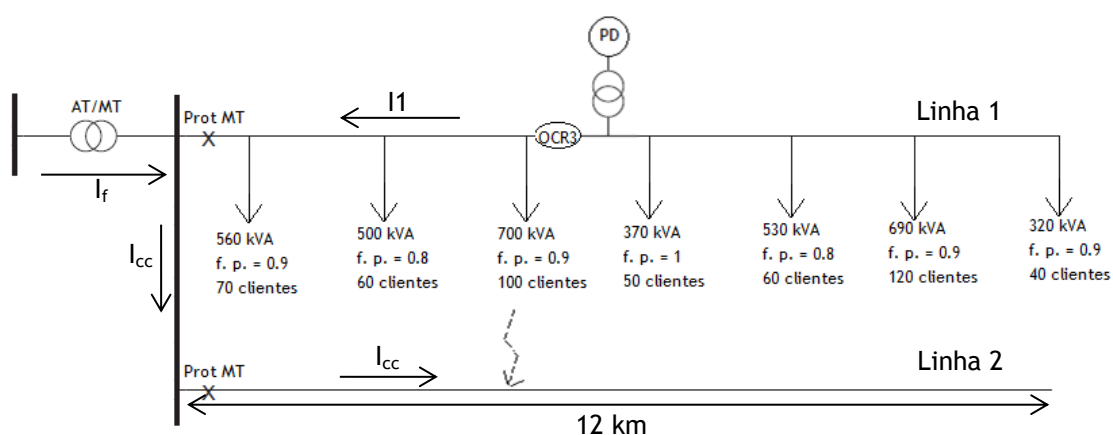 PD
AT/MT
Prot MT
I1
OCR3
Linha 1
If
Icc
560 kVA
f. p. = 0.9
70 clientes
500 kVA
f. p. = 0.8
60 clientes
700 kVA
f. p. = 0.9
100 clientes
370 kVA
f. p. = 1
50 clientes
530 kVA
f. p. = 0.8
60 clientes
690 kVA
f. p. = 0.9
120 clientes
320 kVA
f. p. = 0.9
40 clientes
Prot MT
Icc
Linha 2
12 km